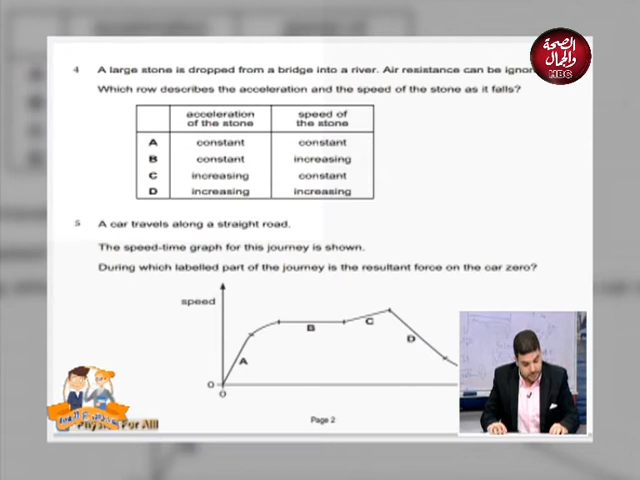 الصحة
والجمال
HBC
4 A large stone is dropped from a bridge into a river. Air resistance can be ignor
Which row describes the acceleration and the speed of the stone as it falls?
acceleration of the stone speed of the stone
A constant constant
B constant increasing
C increasing constant
D increasing increasing
5 A car travels along a straight road.
The speed-time graph for this journey is shown.
During which labelled part of the journey is the resultant force on the car zero?
speed
A
B
C
D
0
0
Page 2
Physics For All